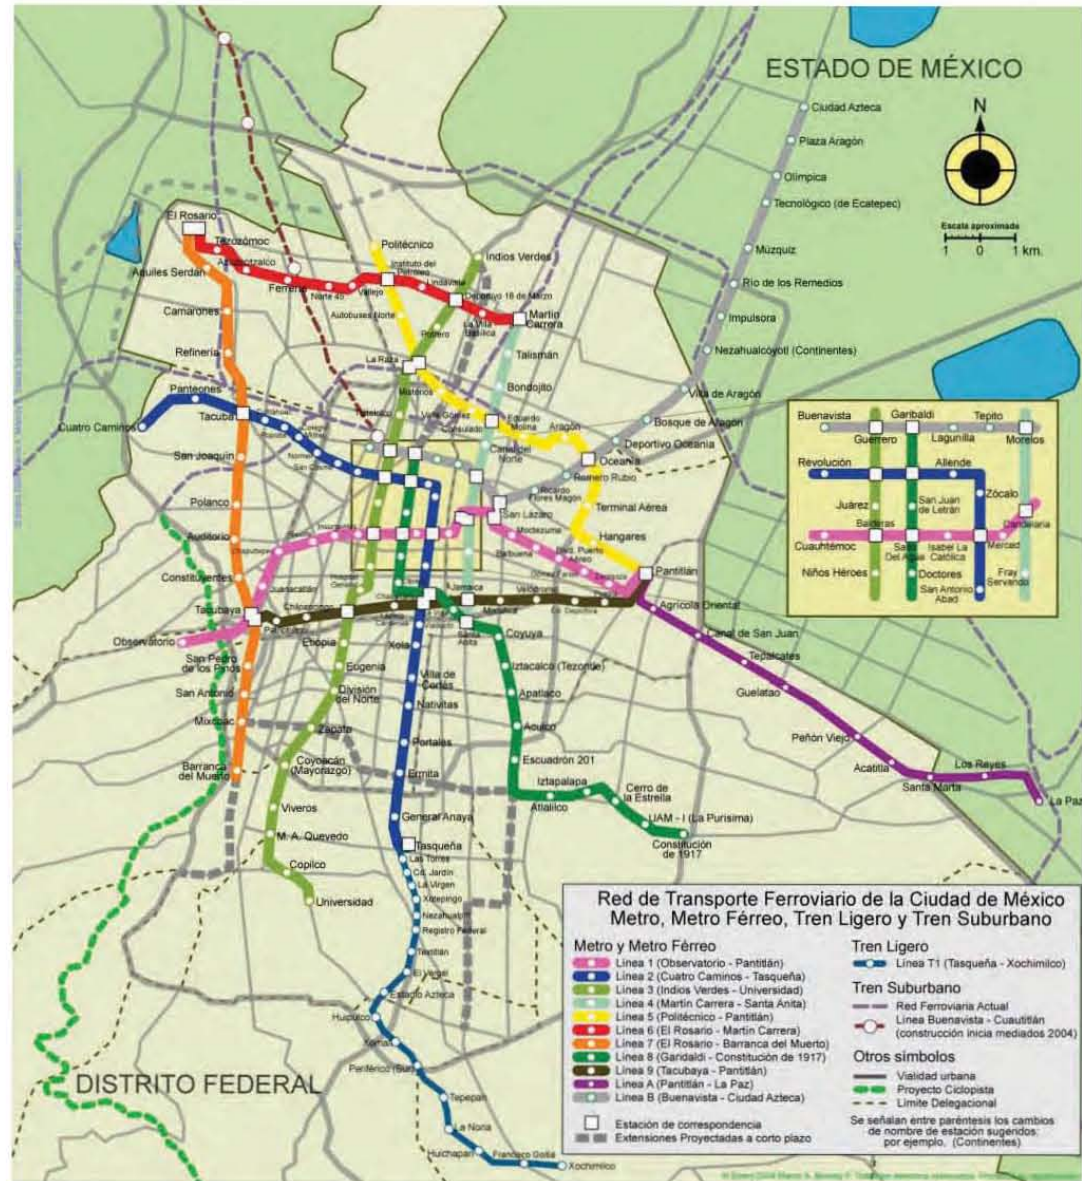 ESTADO DE MÉXICO
N
Escala aproximada
1 0 1 km.
Ciudad Azteca
Plaza Aragón
Olímpica
Tecnológico (de Ecatepec)
Múzquiz
Río de los Remedios
Impulsora
Nezahualcóyotl (Continentes)
Villa de Aragón
Bosque de Aragón
Deportivo Oceanía
Oceanía
Romero Rubio
Ricardo
Flores Magón
San Lázaro
El Rosario
Tezozómoc
Azcapotzalco
Ferrería
Norte 45
Vallejo
Instituto del
Petróleo
Lindavista
Deportivo 18 de Marzo
La Villa
Basílica
Martín
Carrera
Politécnico
Indios Verdes
Autobuses Norte
Potrero
La Raza
Misterios
Tlatelolco
Valle Gómez
Consulado
Eduardo
Molina
Aragón
Talismán
Bondojito
Canal del
Norte
Terminal Aérea
Hangares
Pantitlán
Aquiles Serdán
Camarones
Refinería
Panteones
Tacuba
Cuatro Caminos
San Joaquín
Polanco
Auditorio
Constituyentes
Tacubaya
Observatorio
San Pedro
de los Pinos
San Antonio
Mixcoac
Barranca
del Muerto
Normal
San Cosme
Insurgentes
Chapultepec
Juanacatlán
Chilpancingo
Patriotismo
Hospital
General
Etiopía
Eugenia
División
del Norte
Zapata
Coyoacán
(Mayorazgo)
Viveros
M. A. Quevedo
Copilco
Universidad
Xola
Villa de
Cortés
Nativitas
Portales
Ermita
General Anaya
Tasqueña
Las Torres
Cd. Jardín
La Virgen
Xotepingo
Nezahualp
Registro Federal
Textitlán
El Vergel
Estadio Azteca
Huipulco
Xomali
Periférico (Sur)
Tepepan
La Noria
Huichapan
Francisco Goitia
Xochimilco
Jamaica
Santa
Anita
Coyuya
Iztacalco (Tezontle)
Apatlaco
Aculco
Escuadrón 201
Atlalilco
Iztapalapa
Cerro de
la Estrella
UAM - I (La Purísima)
Constitución
de 1917
Moctezuma
Balbuena
Blvd. Puerto
Aéreo
Gómez Farías
Zaragoza
Velódromo
Mixiuhca
Cd. Deportiva
Agrícola Oriental
Canal de San Juan
Tepalcates
Guelatao
Peñón Viejo
Acatitla
Santa Marta
Los Reyes
La Paz
Buenavista
Garibaldi
Tepito
Guerrero
Lagunilla
Morelos
Revolución
Allende
Zócalo
Juárez
San Juan
de Letrán
Balderas
Candelaria
Cuauhtémoc
Salto
Del Agua
Isabel La
Católica
Merced
Niños Héroes
Doctores
San Antonio
Abad
Fray
Servando
DISTRITO FEDERAL
Red de Transporte Ferroviario de la Ciudad de México
Metro, Metro Férreo, Tren Ligero y Tren Suburbano
Metro y Metro Férreo
Línea 1 (Observatorio - Pantitlán)
Línea 2 (Cuatro Caminos - Tasqueña)
Línea 3 (Indios Verdes - Universidad)
Línea 4 (Martín Carrera - Santa Anita)
Línea 5 (Politécnico - Pantitlán)
Línea 6 (El Rosario - Martín Carrera)
Línea 7 (El Rosario - Barranca del Muerto)
Línea 8 (Garidaldi - Constitución de 1917)
Línea 9 (Tacubaya - Pantitlán)
Línea A (Pantitlán - La Paz)
Línea B (Buenavista - Ciudad Azteca)
Estación de correspondencia
Extensiones Proyectadas a corto plazo
Tren Ligero
Línea T1 (Tasqueña - Xochimilco)
Tren Suburbano
Red Ferroviaria Actual
Línea Buenavista - Cuautitlán
(construcción inicia mediados 2004)
Otros símbolos
Vialidad urbana
Proyecto Ciclopista
Límite Delegacional
Se señalan entre paréntesis los cambios
de nombre de estación sugeridos:
por ejemplo, (Continentes)